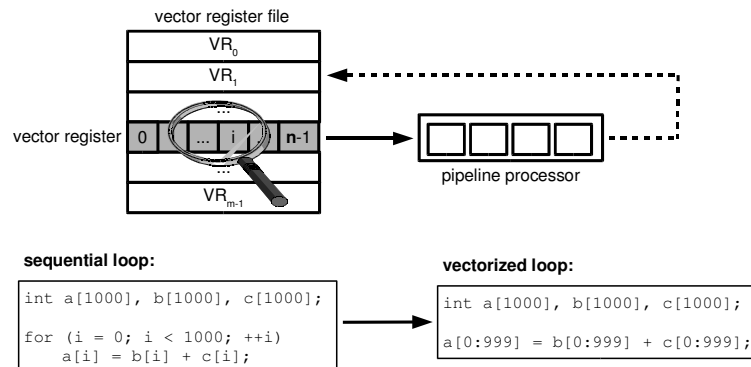 vector register file
VR0
VR1
...
vector register
0 ... i n-1
...
VRm-1
pipeline processor
sequential loop:
int a[1000], b[1000], c[1000];
for (i = 0; i < 1000; ++i)
a[i] = b[i] + c[i];
vectorized loop:
int a[1000], b[1000], c[1000];
a[0:999] = b[0:999] + c[0:999];